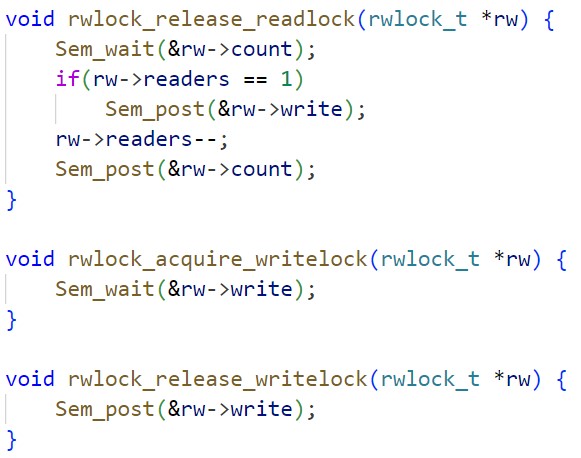 void rwlock_release_readlock(rwlock_t *rw) {
    Sem_wait(&rw->count);
    if(rw->readers == 1)
        Sem_post(&rw->write);
    rw->readers--;
    Sem_post(&rw->count);
}

void rwlock_acquire_writelock(rwlock_t *rw) {
    Sem_wait(&rw->write);
}

void rwlock_release_writelock(rwlock_t *rw) {
    Sem_post(&rw->write);
}